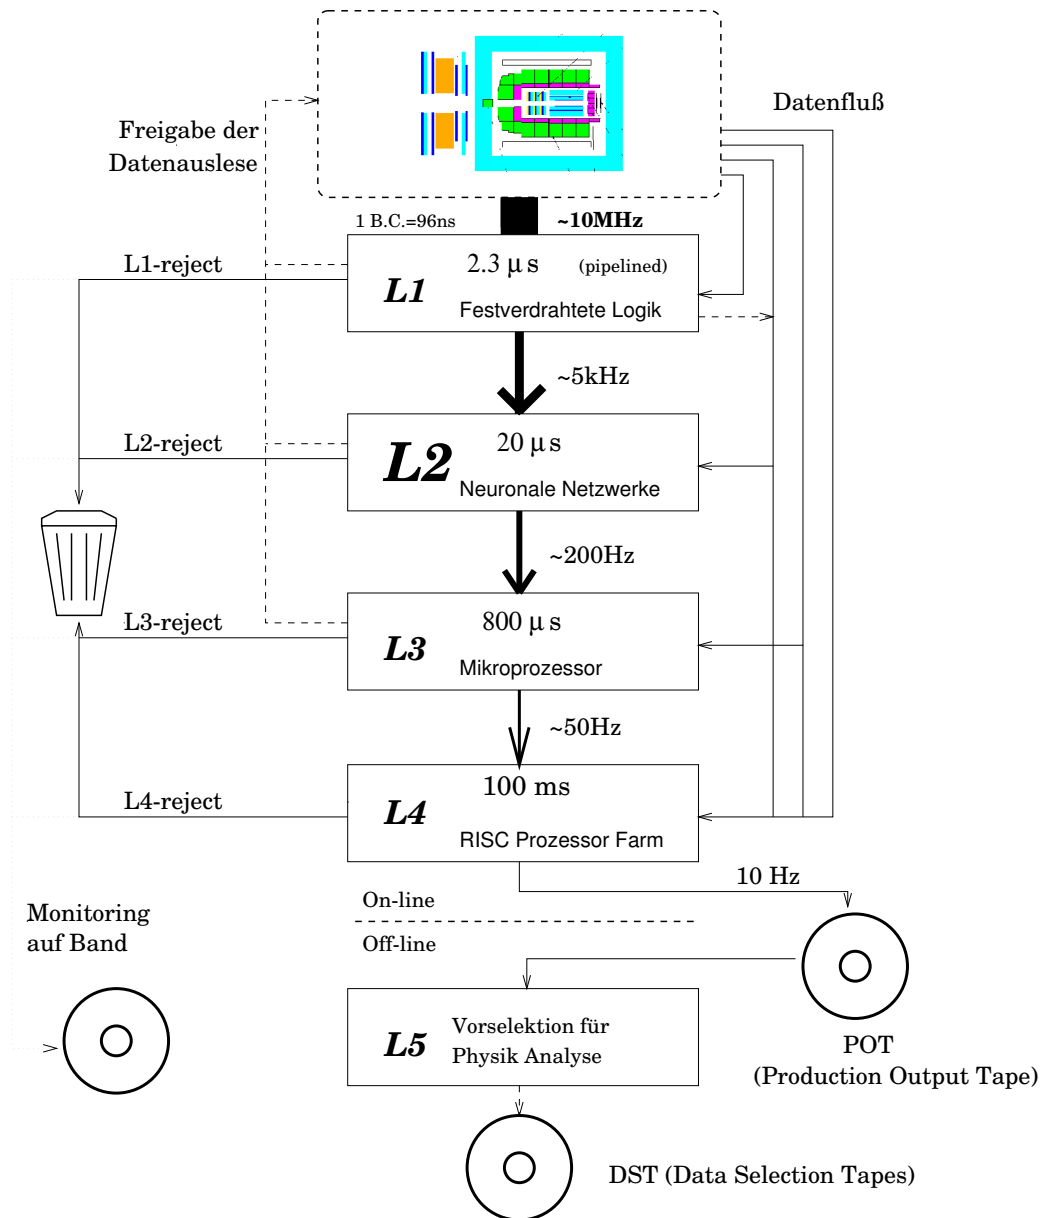 Datenfluß
Freigabe der
Datenauslese
1 B.C.=96ns
~10MHz
L1-reject
2.3 µs (pipelined)
L1
Festverdrahtete Logik
~5kHz
L2-reject
20 µs
L2
Neuronale Netzwerke
~200Hz
L3-reject
800 µs
L3
Mikroprozessor
~50Hz
L4-reject
100 ms
L4
RISC Prozessor Farm
10 Hz
On-line
Off-line
Monitoring
auf Band
L5
Vorselektion für
Physik Analyse
POT
(Production Output Tape)
DST (Data Selection Tapes)